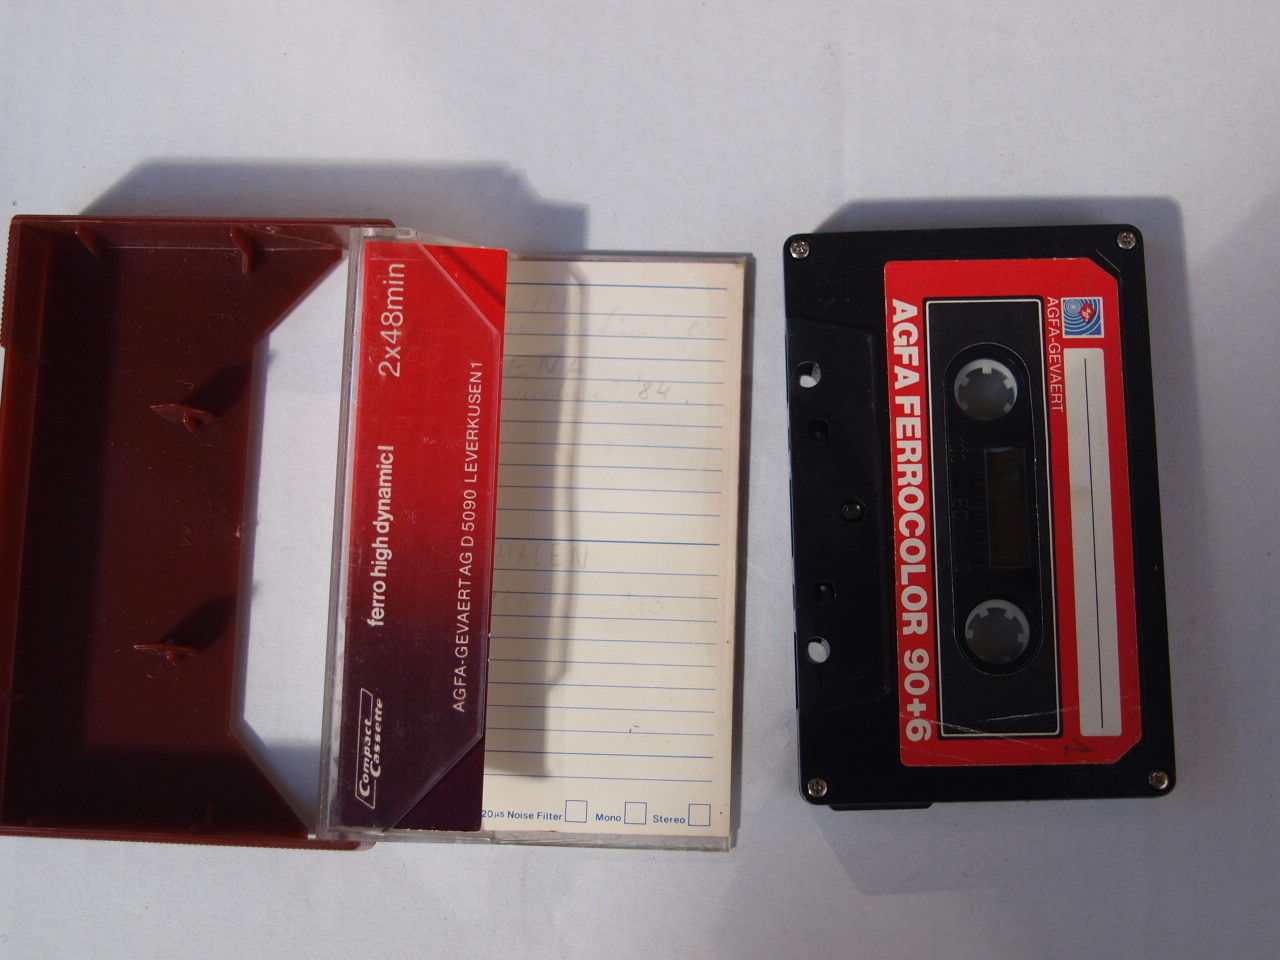 2x48min
ferro high dynamic I
Compact
Cassette
AGFA-GEVAERT AG D 5090 LEVERKUSEN 1
'84.
HALEN
20µs Noise Filter
Mono
Stereo
AGFA-GEVAERT
AGFA FERROCOLOR 90+6